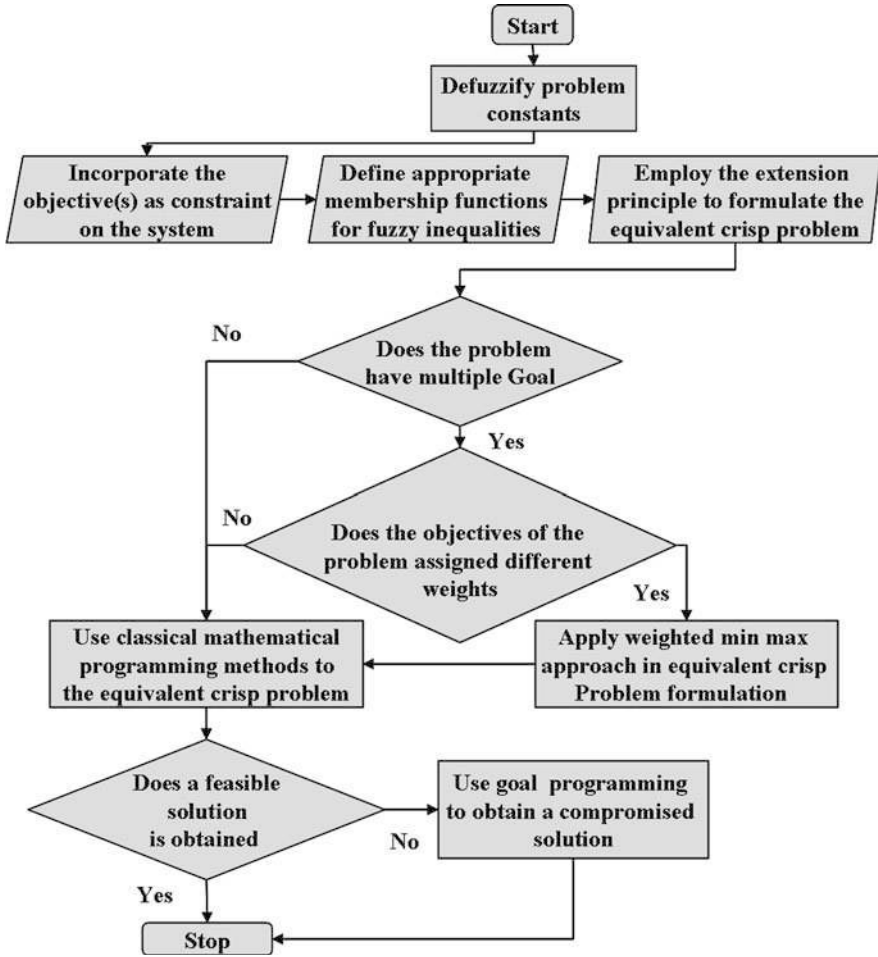 Start
Defuzzify problem
constants
Incorporate the
objective(s) as constraint
on the system
Define appropriate
membership functions
for fuzzy inequalities
Employ the extension
principle to formulate the
equivalent crisp problem
No
Does the problem
have multiple Goal
Yes
No
Does the objectives of the
problem assigned different
weights
Yes
Use classical mathematical
programming methods to
the equivalent crisp problem
Apply weighted min max
approach in equivalent crisp
Problem formulation
Does a feasible
solution
is obtained
No
Use goal programming
to obtain a compromised
solution
Yes
Stop